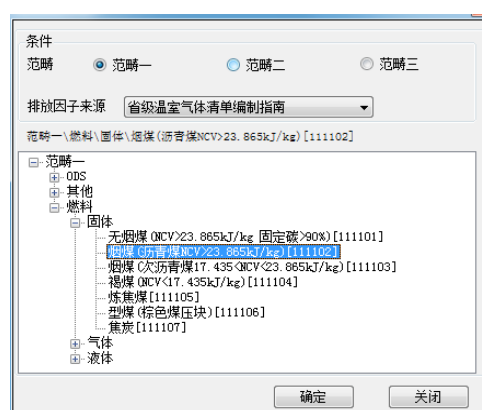 条件
范畴 范畴一 范畴二 范畴三
排放因子来源 省级温室气体清单编制指南
范畴一\燃料\固体\烟煤(沥青煤NCV>23.865kJ/kg)[111102]
范畴一
ODS
其他
燃料
固体
无烟煤(NCV>23.865kJ/kg 固定碳>90%)[111101]
烟煤(沥青煤NCV>23.865kJ/kg)[111102]
烟煤(次沥青煤17.435<NCV<23.865kJ/kg)[111103]
褐煤(NCV<17.435kJ/kg)[111104]
炼焦煤[111105]
型煤(棕色煤压块)[111106]
焦炭[111107]
气体
液体
确定 关闭